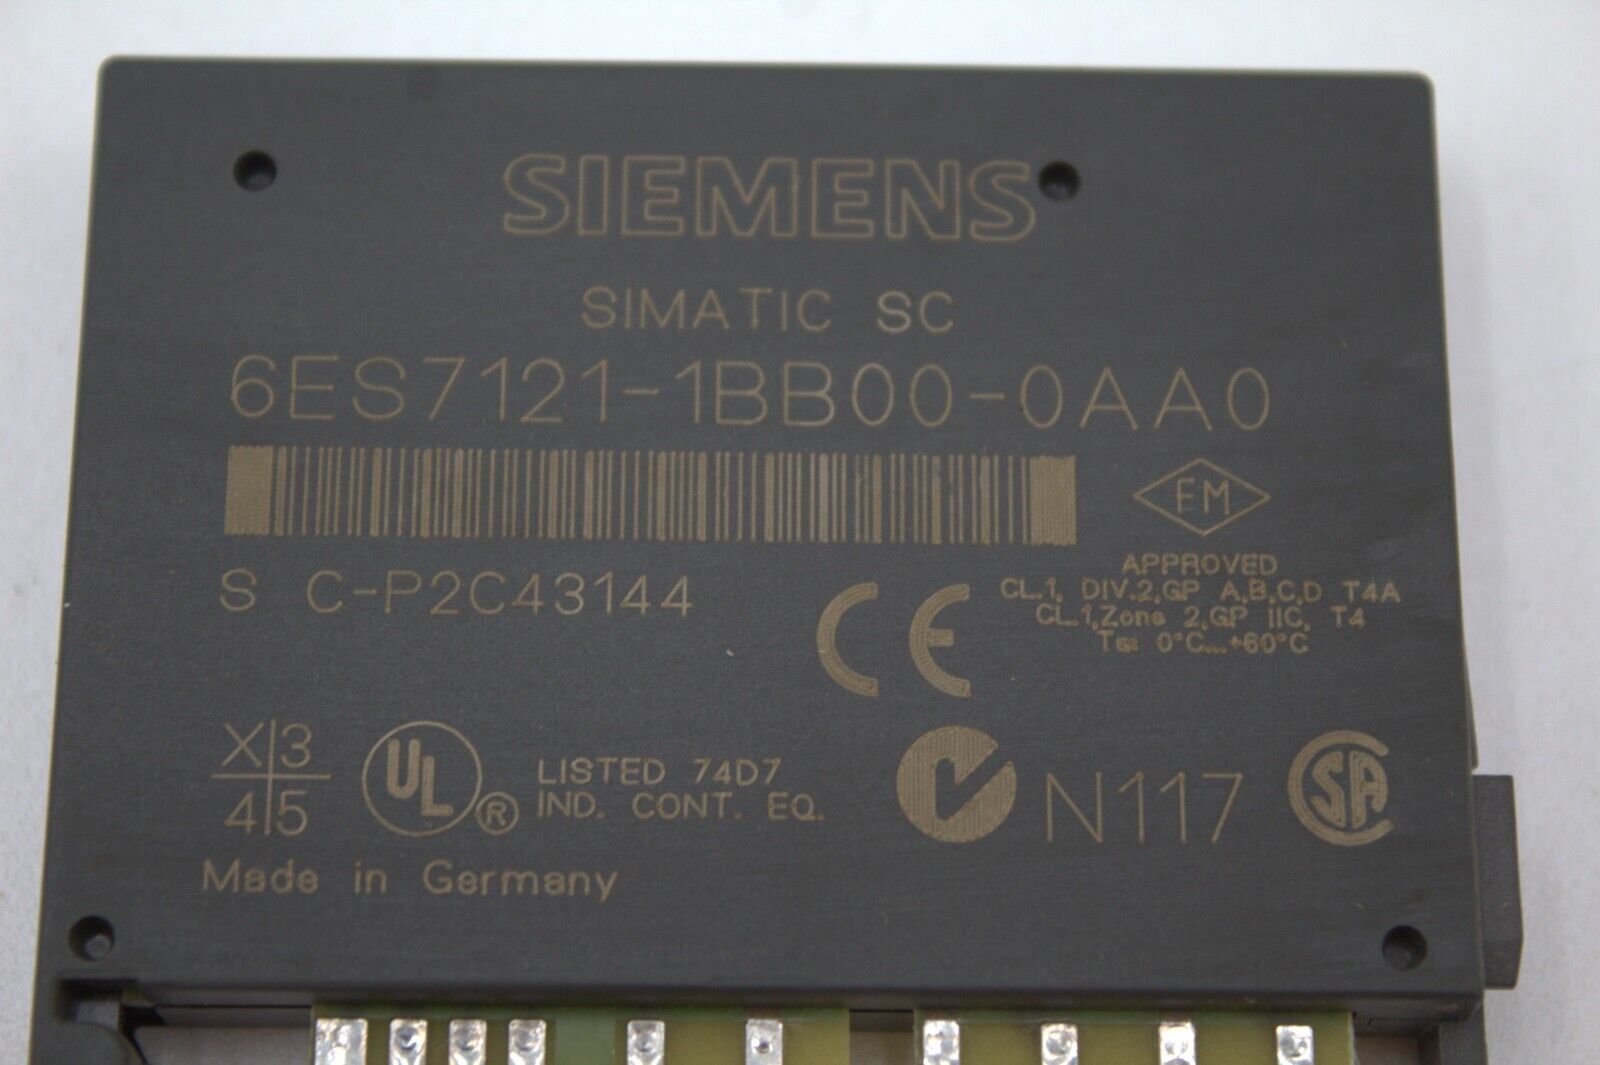 SIEMENS
SIMATIC SC
6ES7121-1BB00-0AA0
EM
S C-P2C43144
APPROVED
CL.1, DIV.2,GP A,B,C,D T4A
CL.1,Zone 2,GP IIC, T4
0°C...+60°C
CE
X 3
4 5
UL ®
LISTED 74D7
IND. CONT. EQ.
N117
SA
Made in Germany